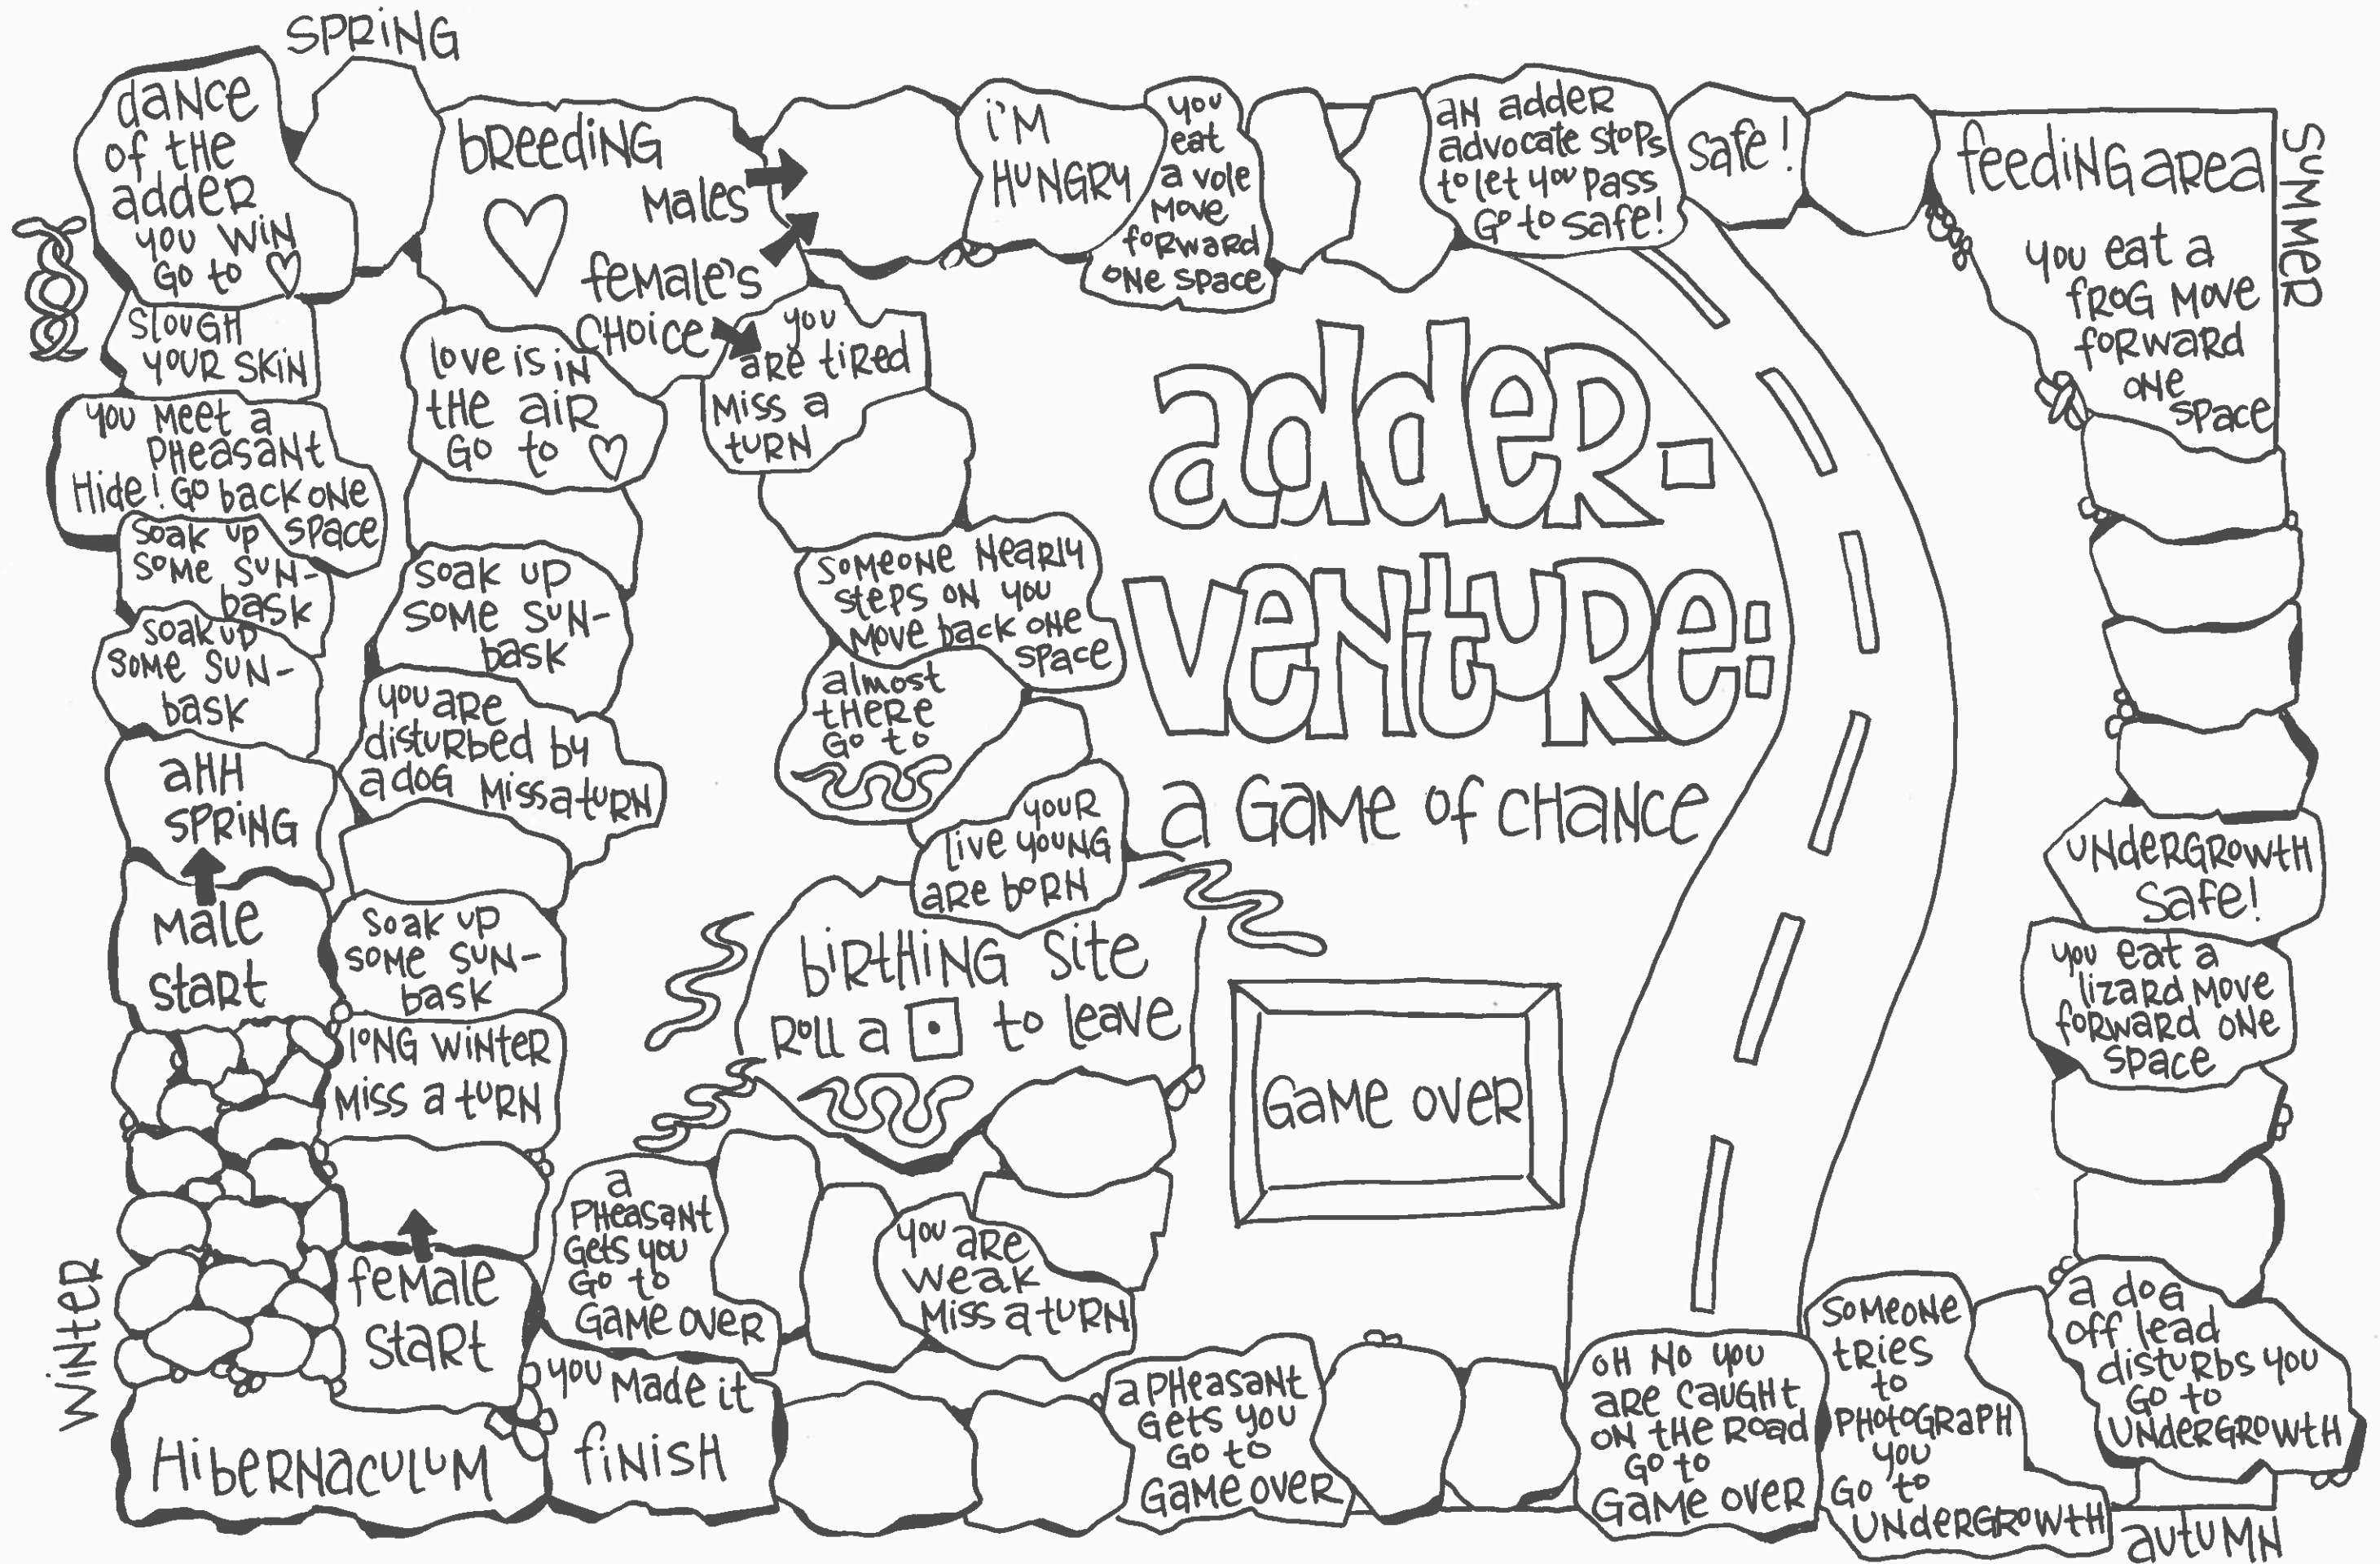 SPRiNG
daNce
of tHe
addeR
you wiN
Go to
SlouGH
youR SKiN
you Meet a
PHeasaNt
Hide! Go back oNe
space
Soak up
SoMe SuN-
bask
Soak up
SoMe SuN-
bask
aHH
SPRiNG
Male
StaRt
WiNteR
HibeRNaculuM
bReediNG
Males
feMale's
CHoice
love is iN
tHe aiR
Go to
Soak up
SoMe SuN-
bask
you aRe
distuRbed by
a doG Miss a tuRN
Soak up
SoMe SuN-
bask
loNG wiNteR
Miss a tuRN
feMale
StaRt
you
aRe tiRed
Miss a
tuRN
SoMeoNe NeaRly
steps oN you
Move back oNe
space
alMost
tHeRe
Go to
youR
live youNG
aRe boRN
biRtHiNG Site
Roll a to leave
a
PHeasaNt
Gets you
Go to
GaMe oveR
you aRe
weak
Miss a tuRN
you Made it
fiNiSH
i'M
HuNGRy
you
eat
a vole
Move
foRwaRd
oNe space
aN addeR
advocate stops
to let you pass
Go to safe!
Safe!
feediNG aRea
you eat a
fRoG Move
foRwaRd
oNe
space
SuMMeR
addeR-
veNtuRe:
a GaMe of CHaNce
GaMe oveR
uNdeRGRowtH
Safe!
you eat a
lizaRd Move
foRwaRd oNe
space
a doG
off lead
distuRbs you
Go to
uNdeRGRowtH
SoMeoNe
tRies
to
PHotoGRaPH
you
Go to
uNdeRGRowtH
oH No you
aRe cauGHt
oN tHe Road
Go to
GaMe oveR
a PHeasaNt
Gets you
Go to
GaMe oveR
autuMN